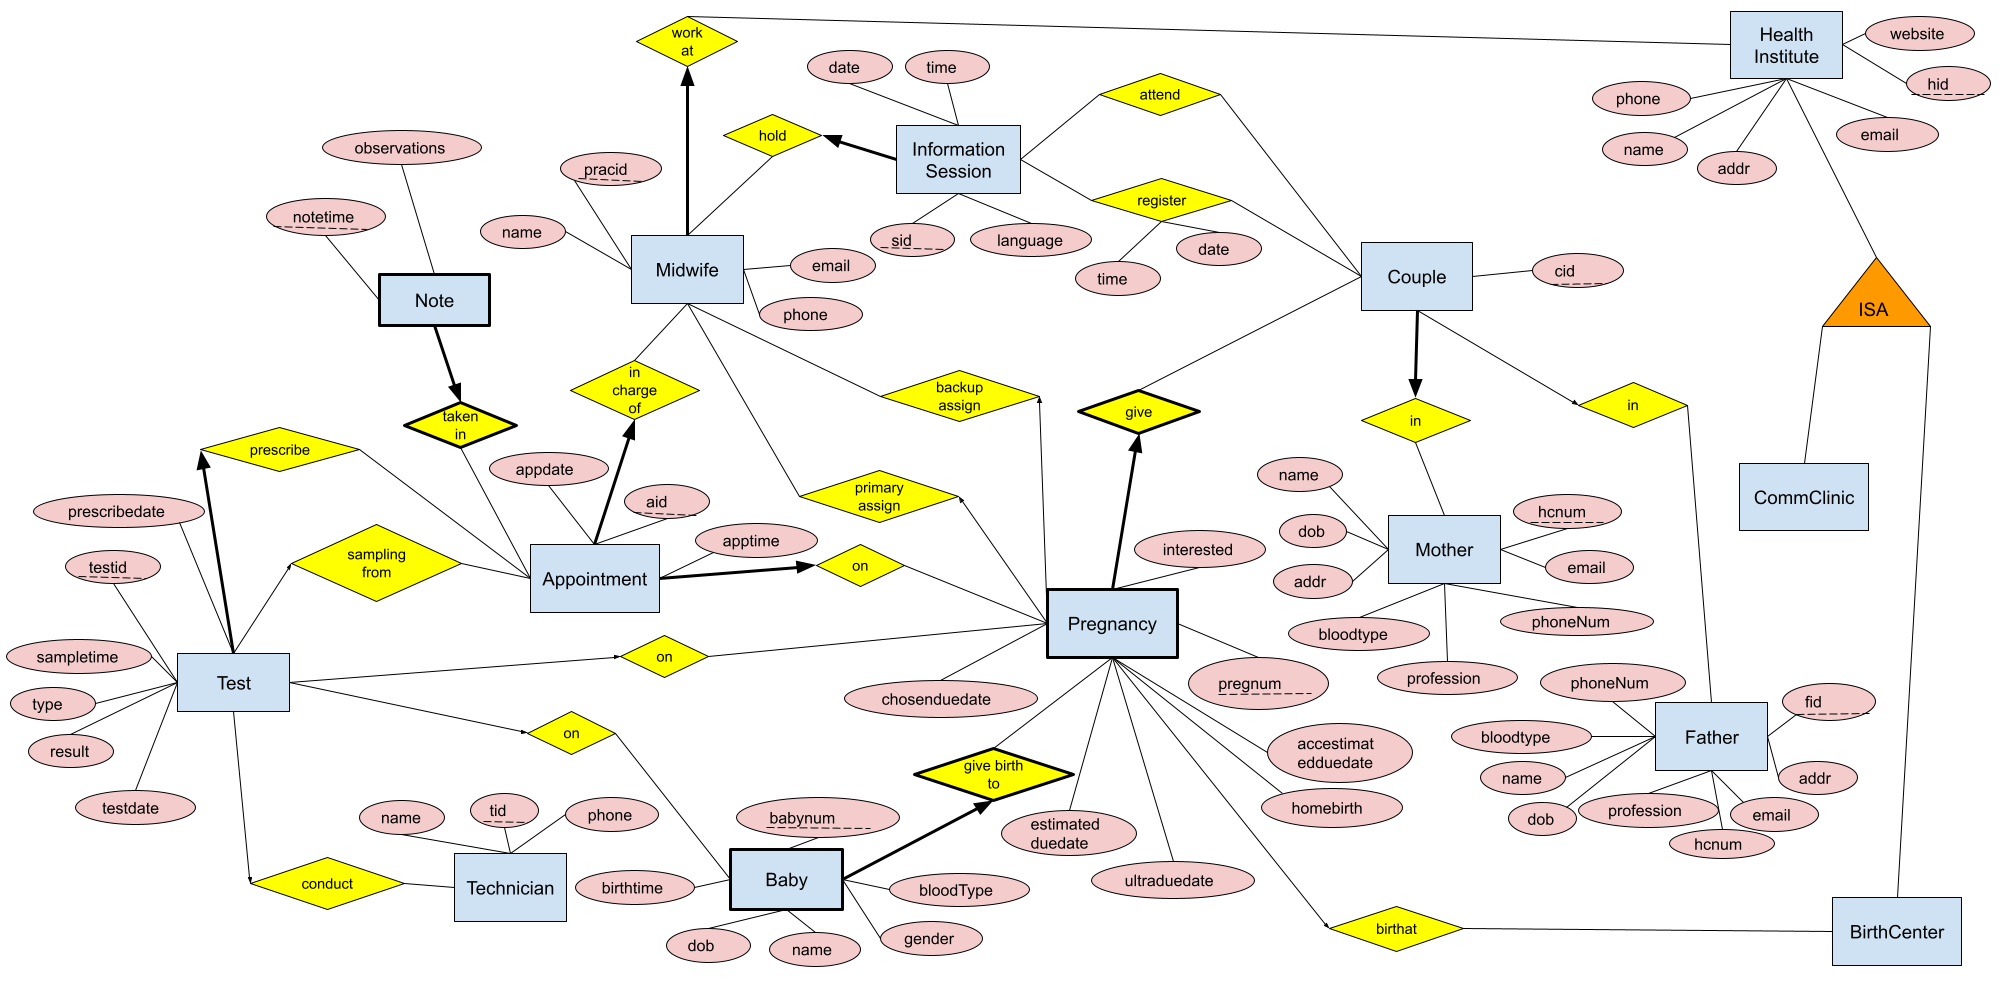 work
at
Health
Institute
website
hid
phone
name
addr
email
date
time
attend
hold
Information
Session
observations
pracid
notetime
name
sid
language
register
time
date
Midwife
email
phone
Couple
cid
Note
ISA
in
charge
of
backup
assign
give
in
in
taken
in
prescribe
appdate
aid
apptime
primary
assign
name
dob
addr
Mother
hcnum
email
phoneNum
bloodtype
profession
CommClinic
prescribedate
testid
sampling
from
Appointment
on
interested
Pregnancy
pregnum
chosenduedate
sampletime
type
result
testdate
Test
on
on
phoneNum
fid
bloodtype
name
dob
Father
addr
profession
email
hcnum
give birth
to
accestimat
edduedate
homebirth
estimated
duedate
ultraduedate
name
tid
phone
Technician
conduct
babynum
birthtime
Baby
bloodType
gender
dob
name
birthat
BirthCenter